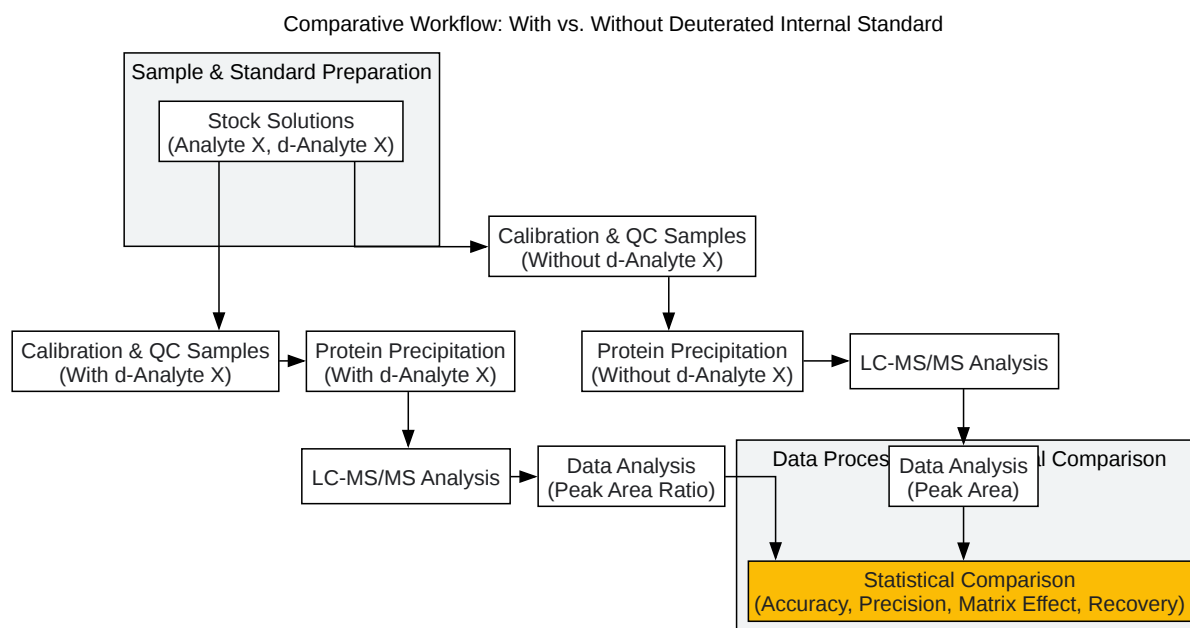 Comparative Workflow: With vs. Without Deuterated Internal Standard
Sample & Standard Preparation
Stock Solutions
(Analyte X, d-Analyte X)
Calibration & QC Samples
(Without d-Analyte X)
Calibration & QC Samples
(With d-Analyte X)
Protein Precipitation
(With d-Analyte X)
Protein Precipitation
(Without d-Analyte X)
LC-MS/MS Analysis
LC-MS/MS Analysis
Data Analysis
(Peak Area Ratio)
Data Comparison
Data Analysis
(Peak Area)
Statistical Comparison
(Accuracy, Precision, Matrix Effect, Recovery)